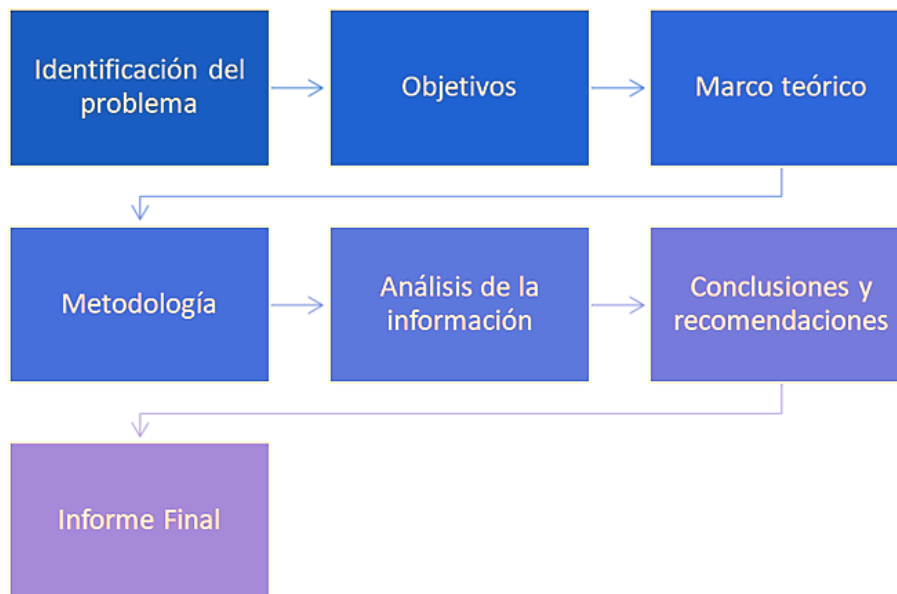 Identificación del
problema
Objetivos
Marco teórico
Metodología
Análisis de la
información
Conclusiones y
recomendaciones
Informe Final